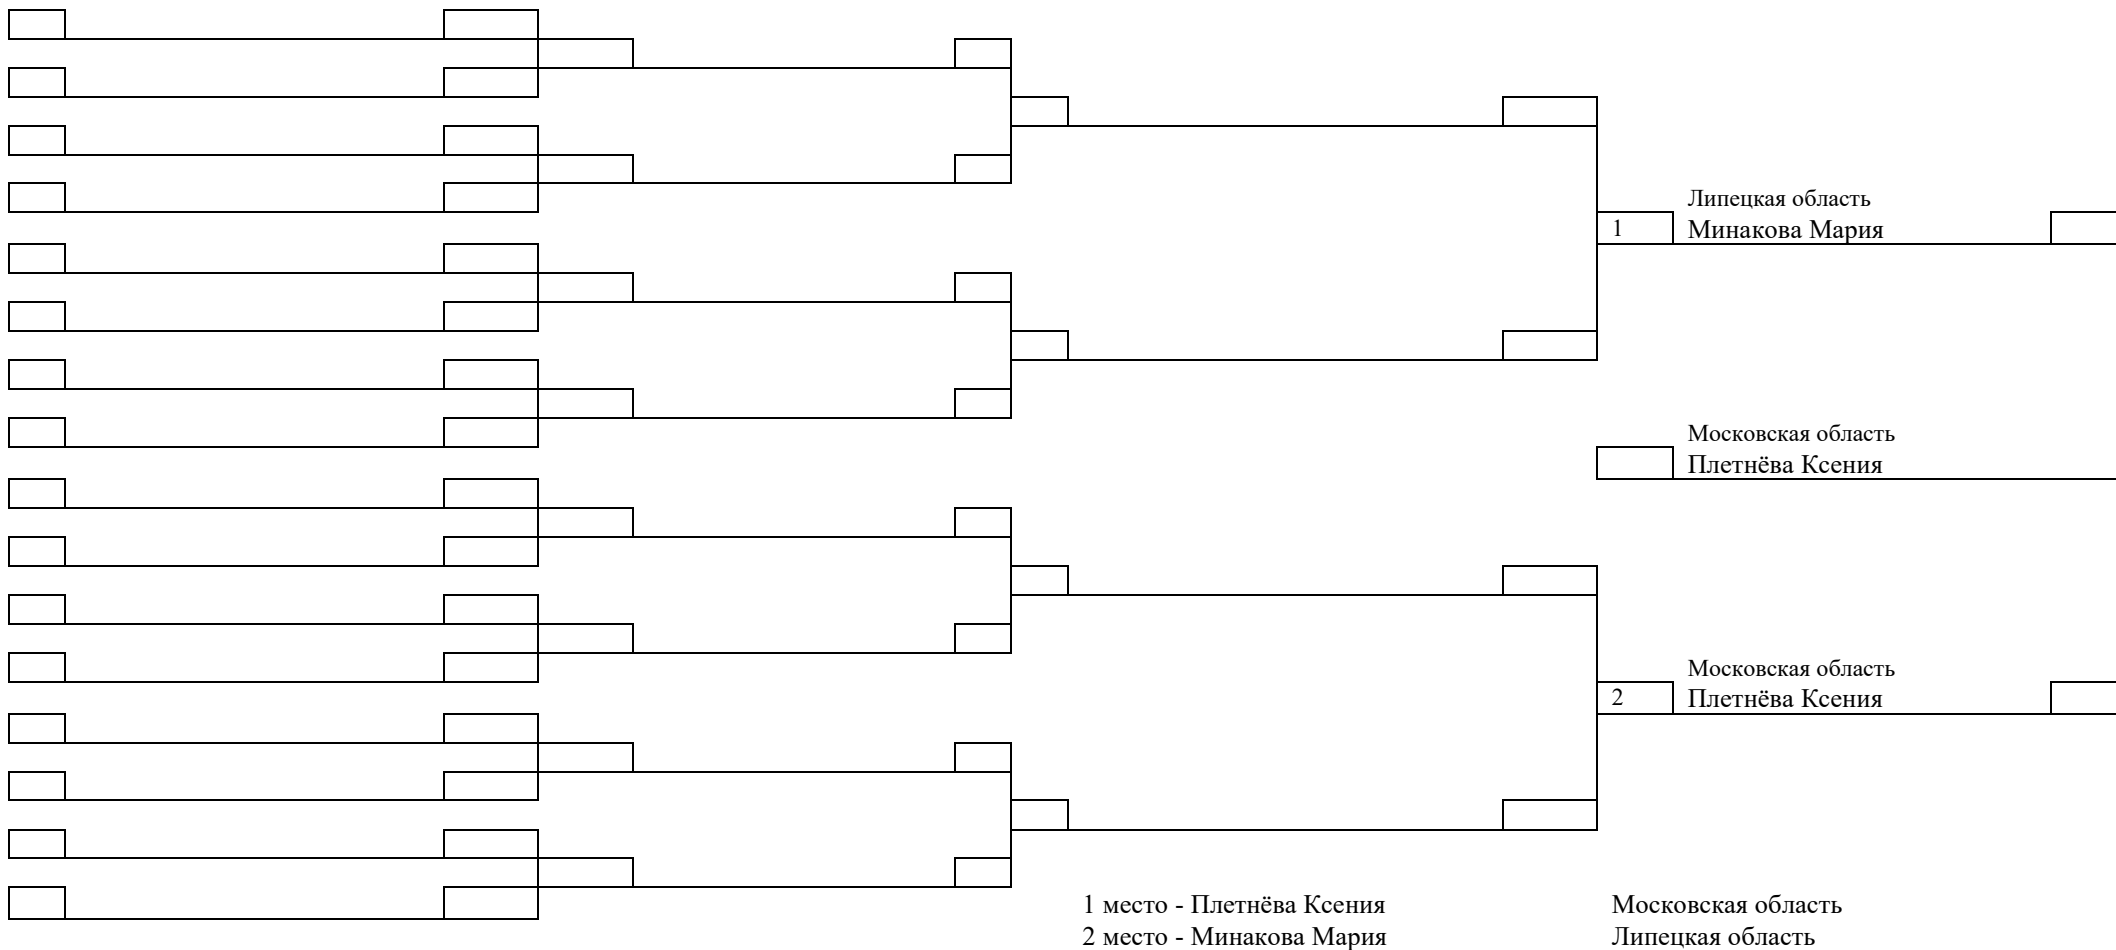 Липецкая область
1 Минакова Мария
Московская область
Плетнёва Ксения
Московская область
2 Плетнёва Ксения
1 место - Плетнёва Ксения Московская область
2 место - Минакова Мария Липецкая область